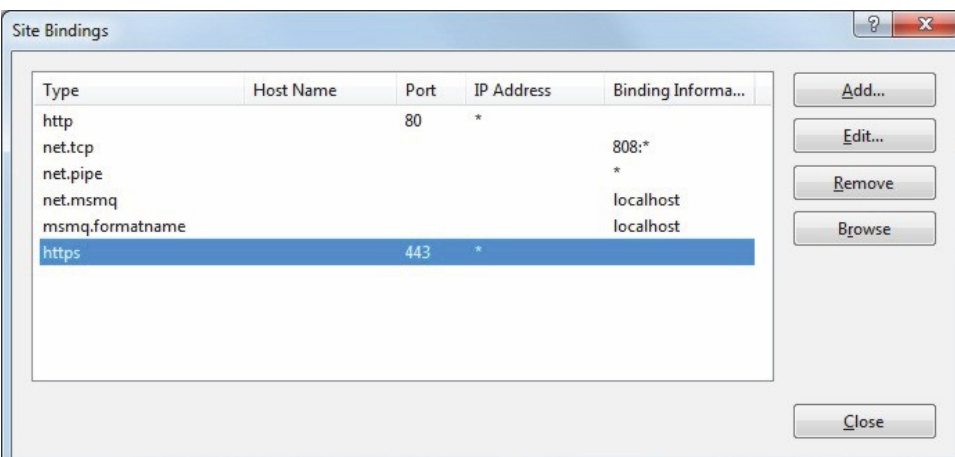 Site Bindings
Type Host Name Port IP Address Binding Informa...
http 80 *
net.tcp 808:*
net.pipe *
net.msmq localhost
msmq.formatname localhost
https 443 *
Add...
Edit...
Remove
Browse
Close